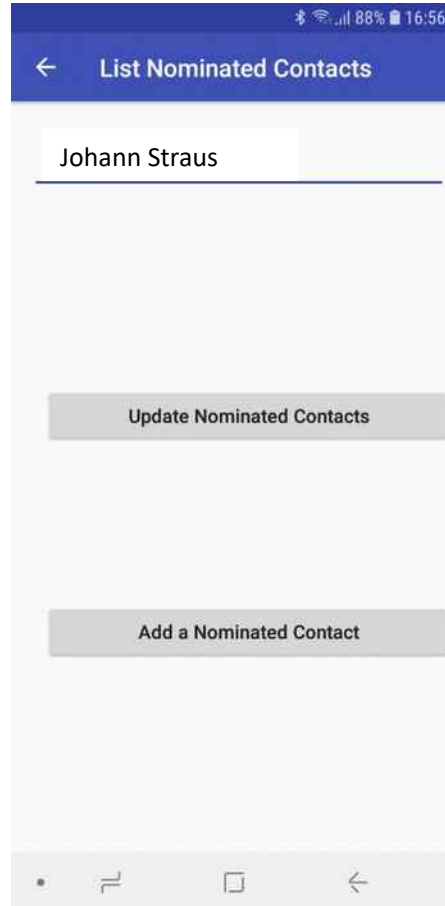 88% 16:56
List Nominated Contacts
Johann Straus
Update Nominated Contacts
Add a Nominated Contact